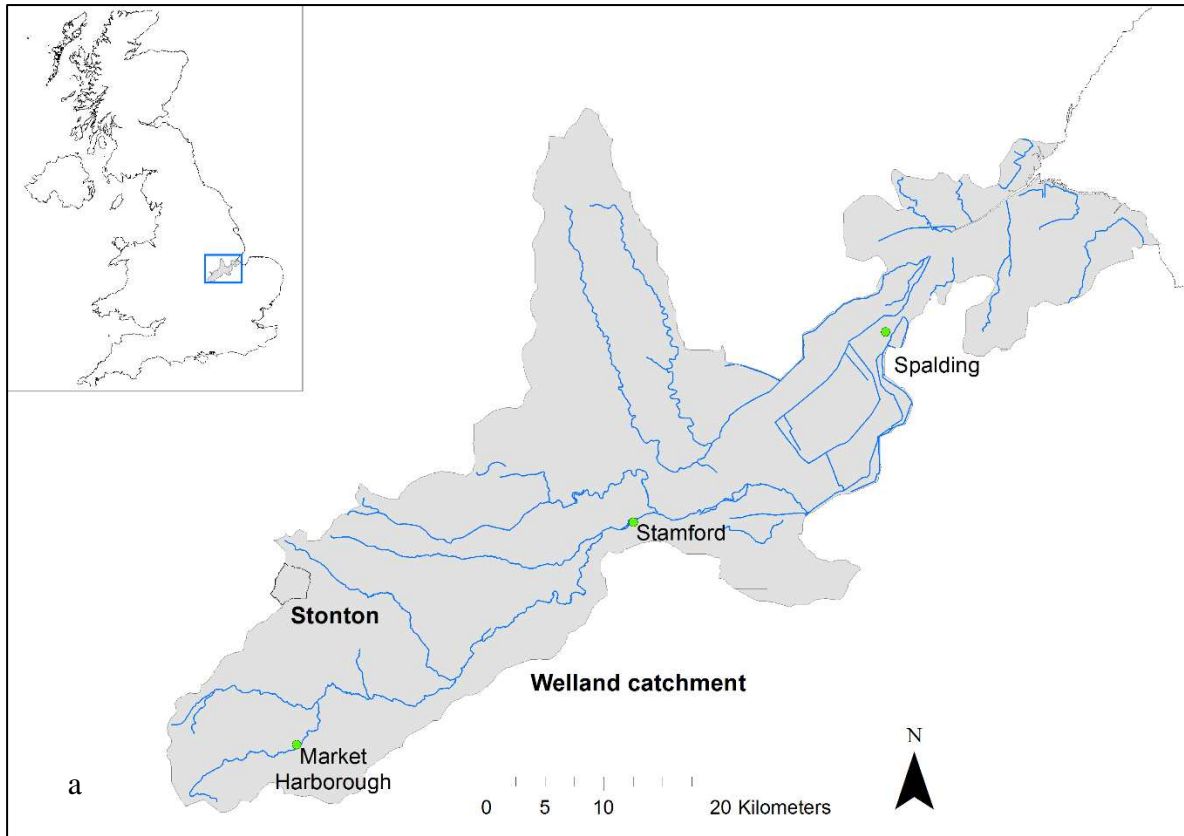 Spalding
Stamford
Stonton
Welland catchment
Market
Harborough
N
a
0 5 10 20 Kilometers